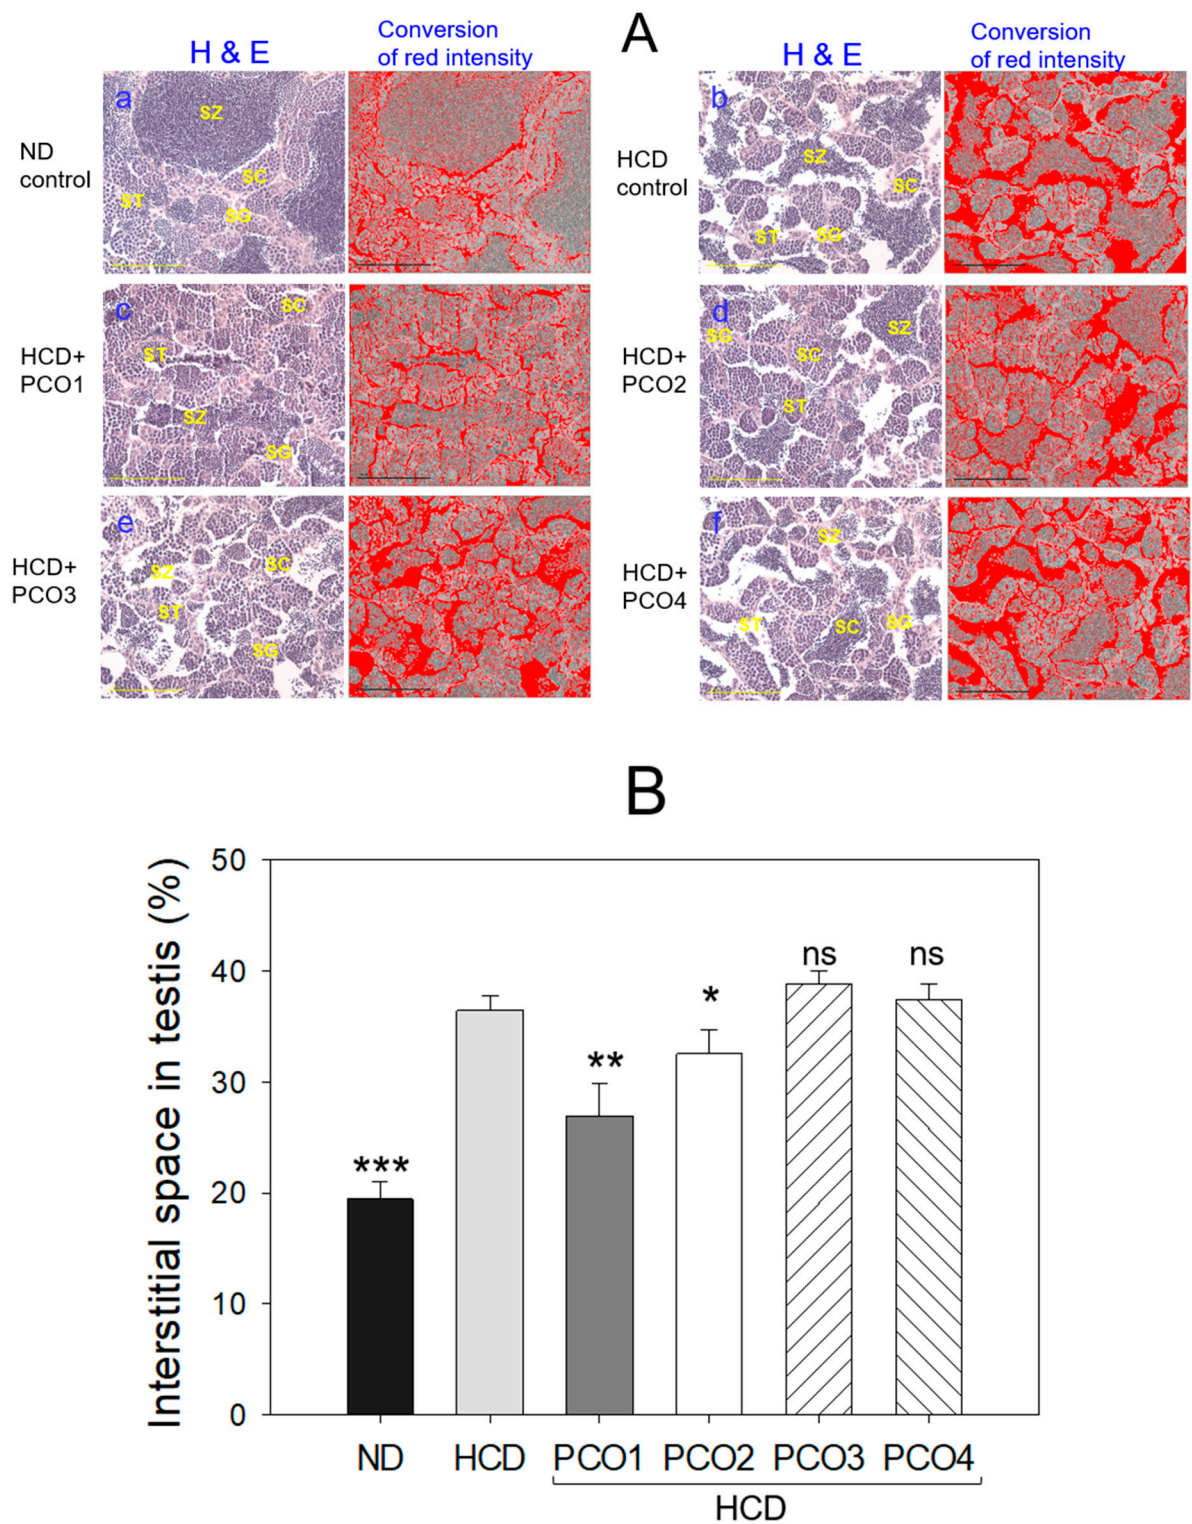 A
H & E
Conversion
of red intensity
H & E
Conversion
of red intensity
ND
control
a
SZ
SC
ST
SG
HCD
control
b
SZ
SC
ST
SG
HCD+
PCO1
c
SC
ST
SZ
SG
HCD+
PCO2
d
SZ
SG
SC
ST
HCD+
PCO3
e
SC
SZ
ST
SG
HCD+
PCO4
f
SZ
ST
SC
SG
B
Interstitial space in testis (%)
50
40
30
20
10
0
***
**
*
ns
ns
ND
HCD
PCO1
PCO2
PCO3
PCO4
HCD